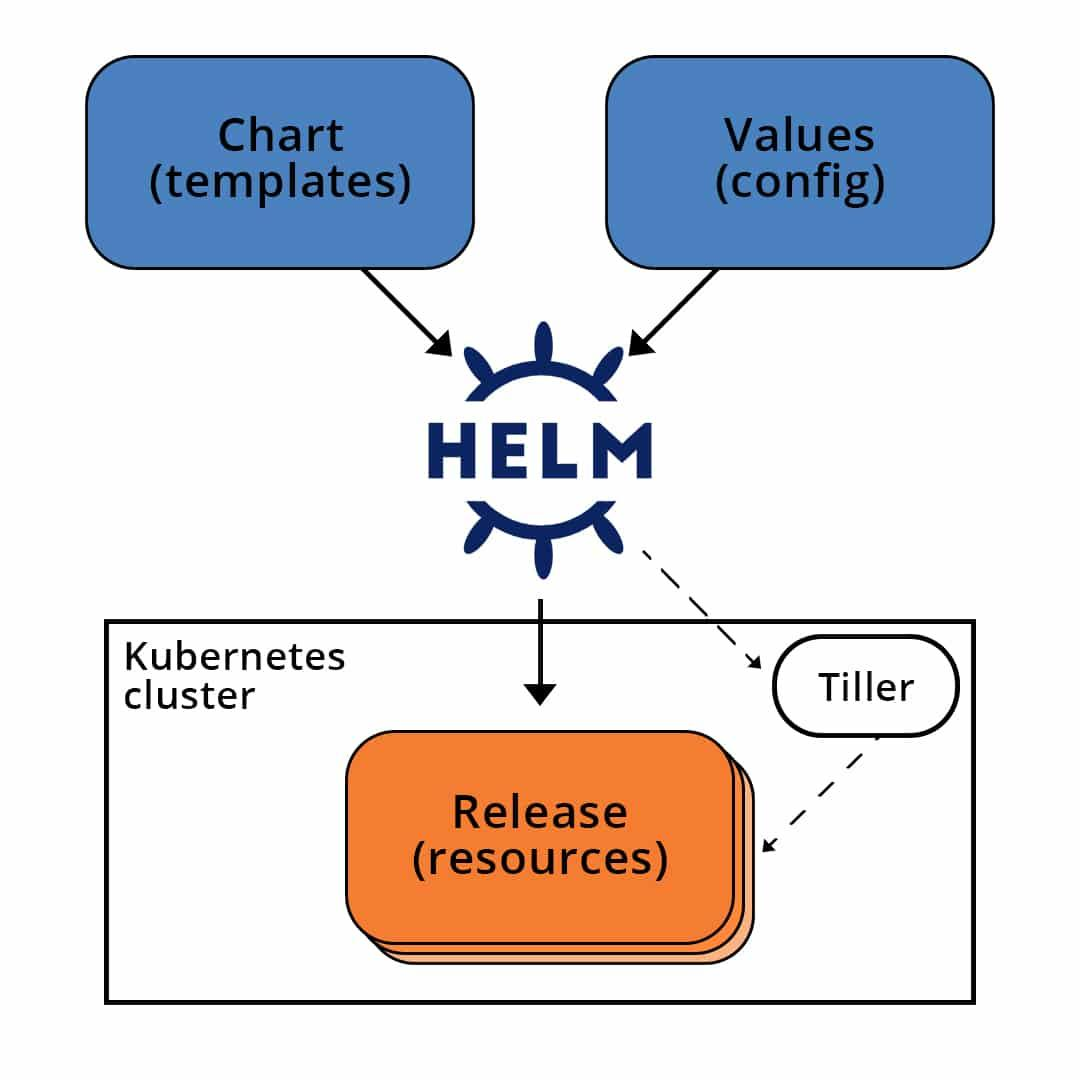 Chart
(templates)
Values
(config)
HELM
Kubernetes
cluster
Tiller
Release
(resources)